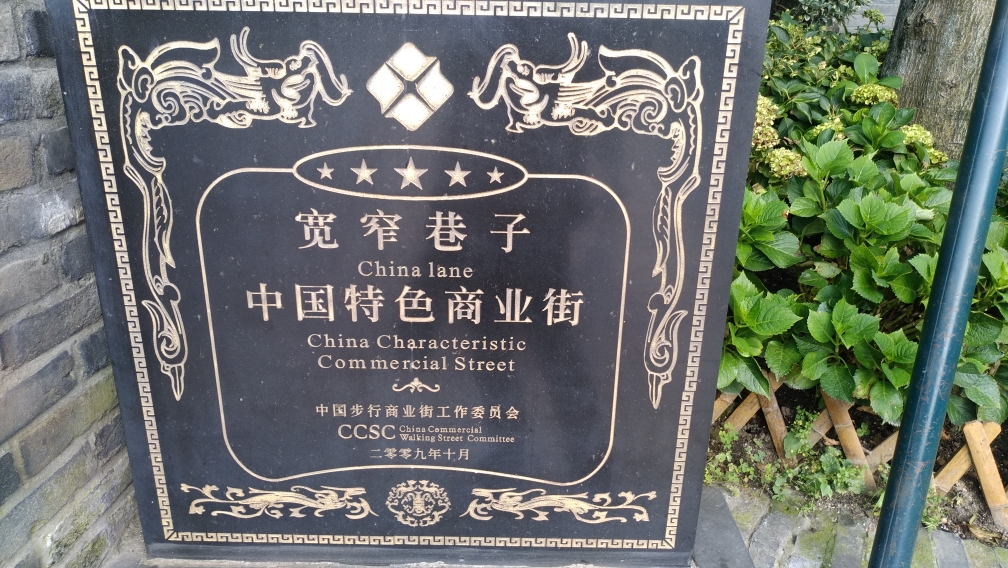 宽窄巷子
China lane
中国特色商业街
China Characteristic
Commercial Street
中国步行商业街工作委员会
CCSC China Commercial
Walking Street Committee
二零零九年十月